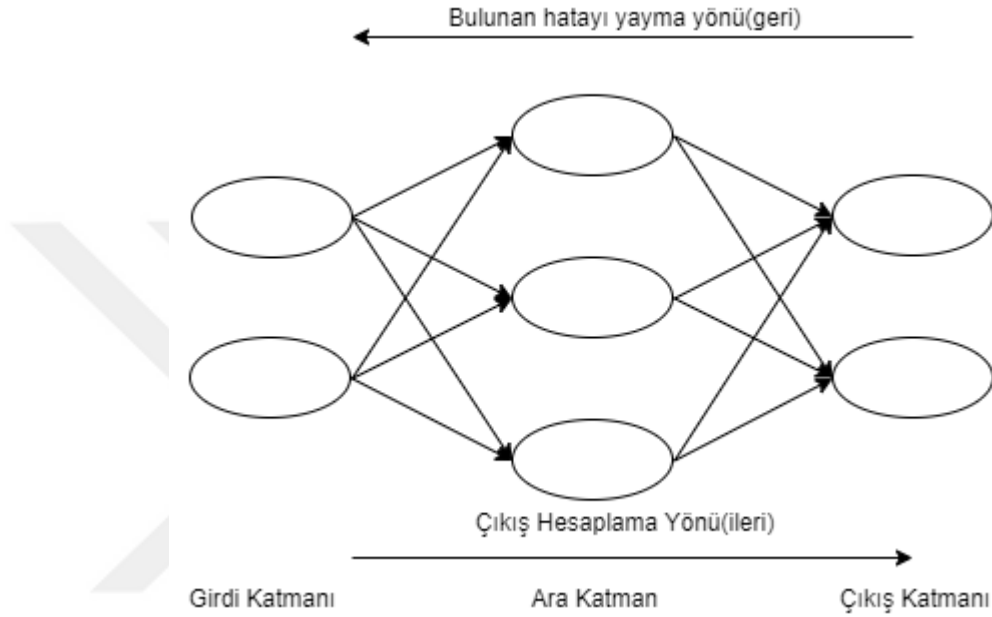 Bulunan hatayı yayma yönü(geri)
Çıkış Hesaplama Yönü(ileri)
Girdi Katmanı
Ara Katman
Çıkış Katmanı